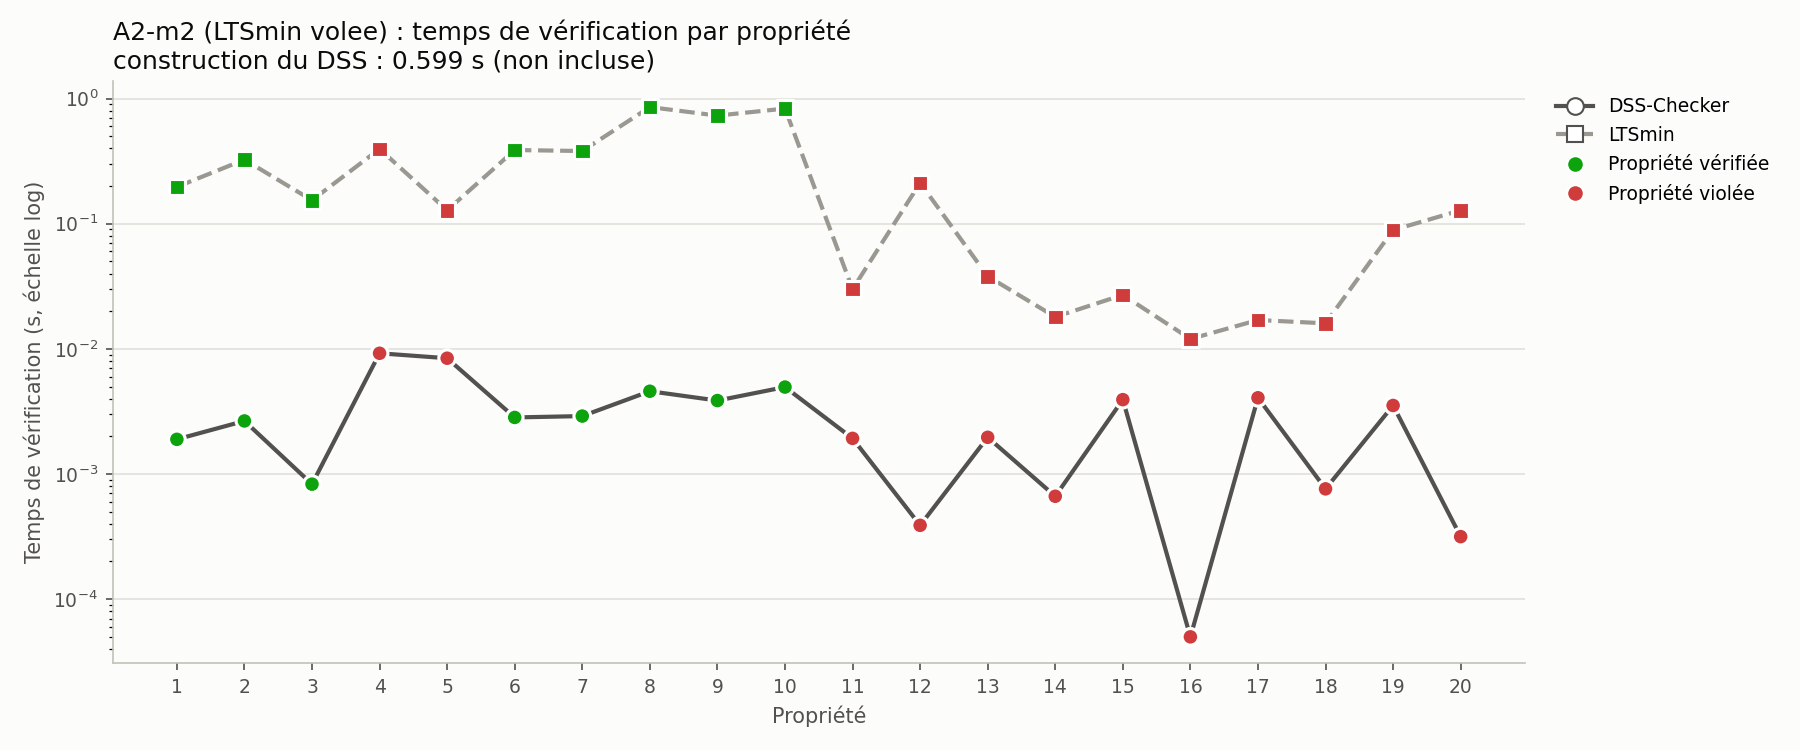 A2-m2 (LTSmin volee) : temps de vérification par propriété
construction du DSS : 0.599 s (non incluse)
Temps de vérification (s, échelle log)
10⁰
10⁻¹
10⁻²
10⁻³
10⁻⁴
1 2 3 4 5 6 7 8 9 10 11 12 13 14 15 16 17 18 19 20
Propriété
DSS-Checker
LTSmin
Propriété vérifiée
Propriété violée